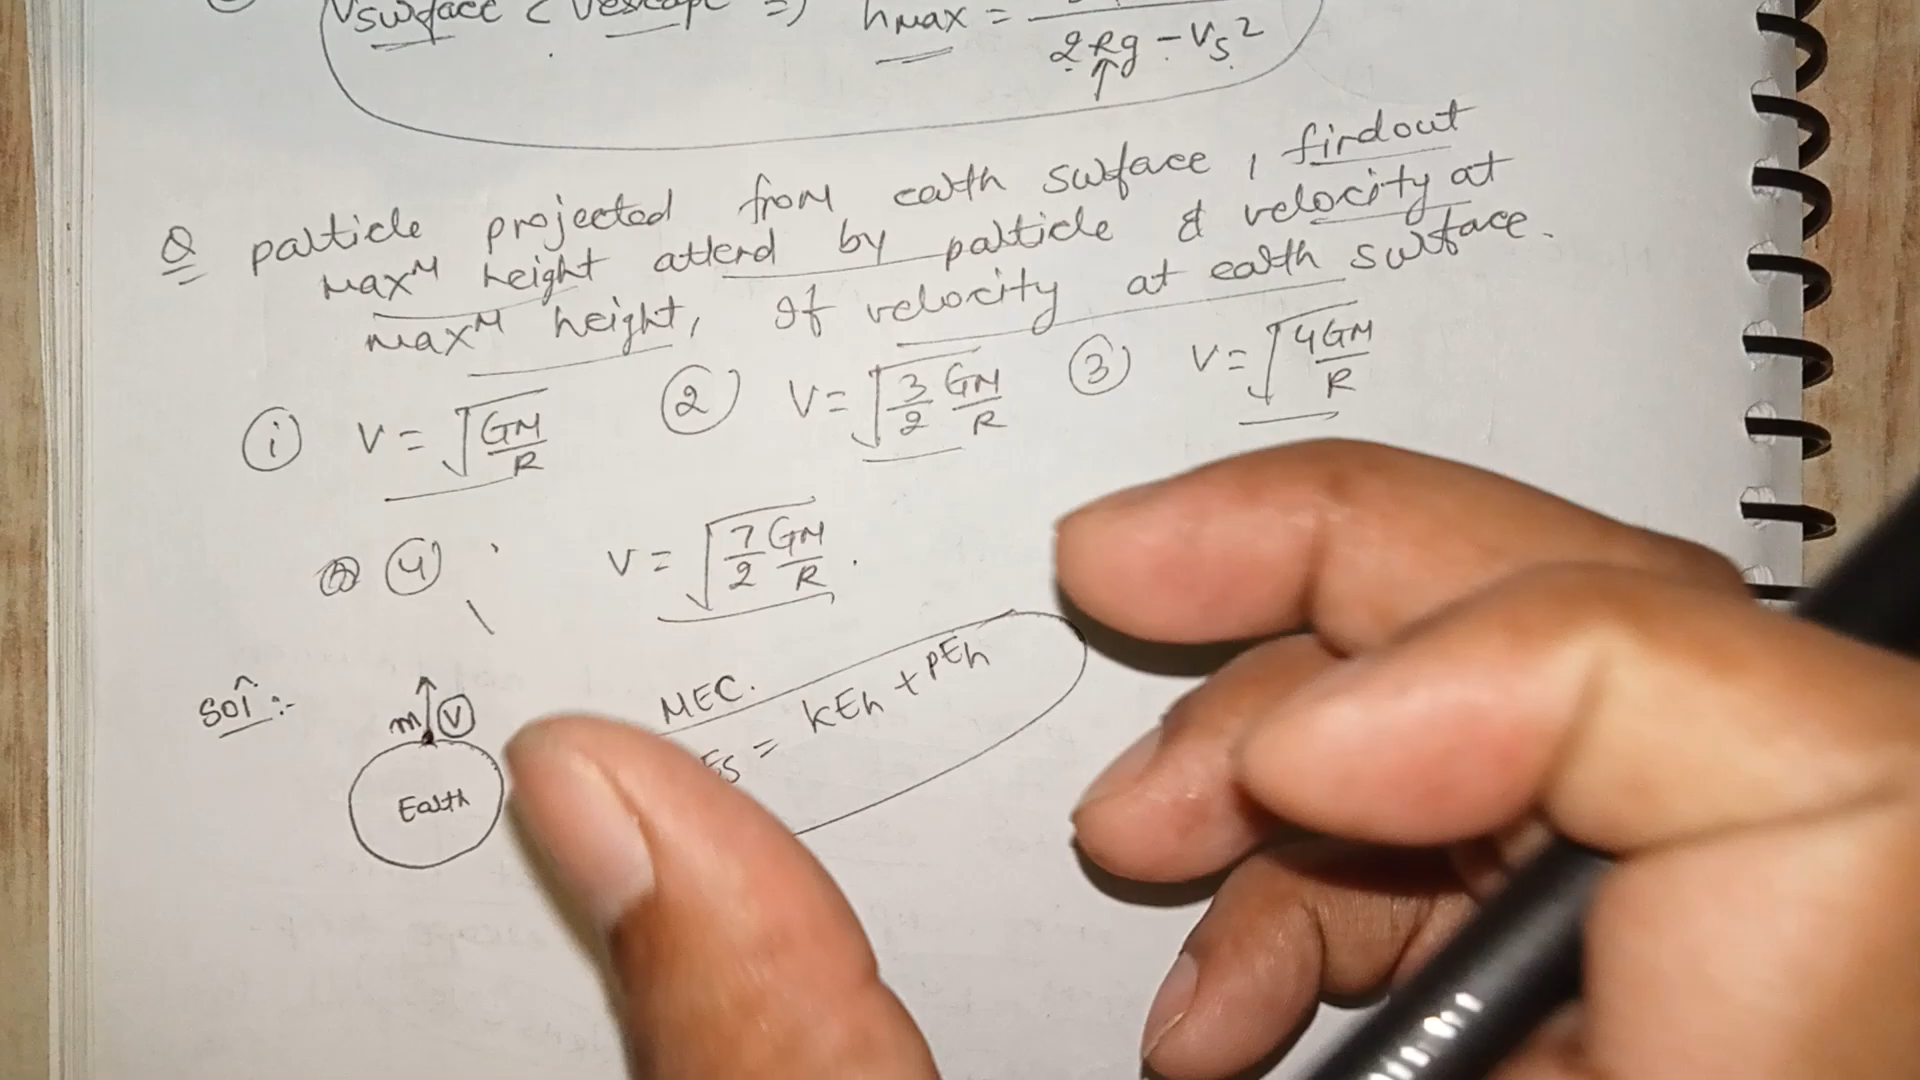 Vsurface < Vescape => hmax =
2Rg - Vs2
Q particle projected from earth surface, findout
maxM height attend by particle & velocity at
maxM height, If velocity at earth surface.
(i) V = √GM/R (2) V = √3/2 GM/R (3) V = √4GM/R
(4) V = √7/2 GM/R.
MEC.
Sol :- m V
ES = KEh + PEh
Earth